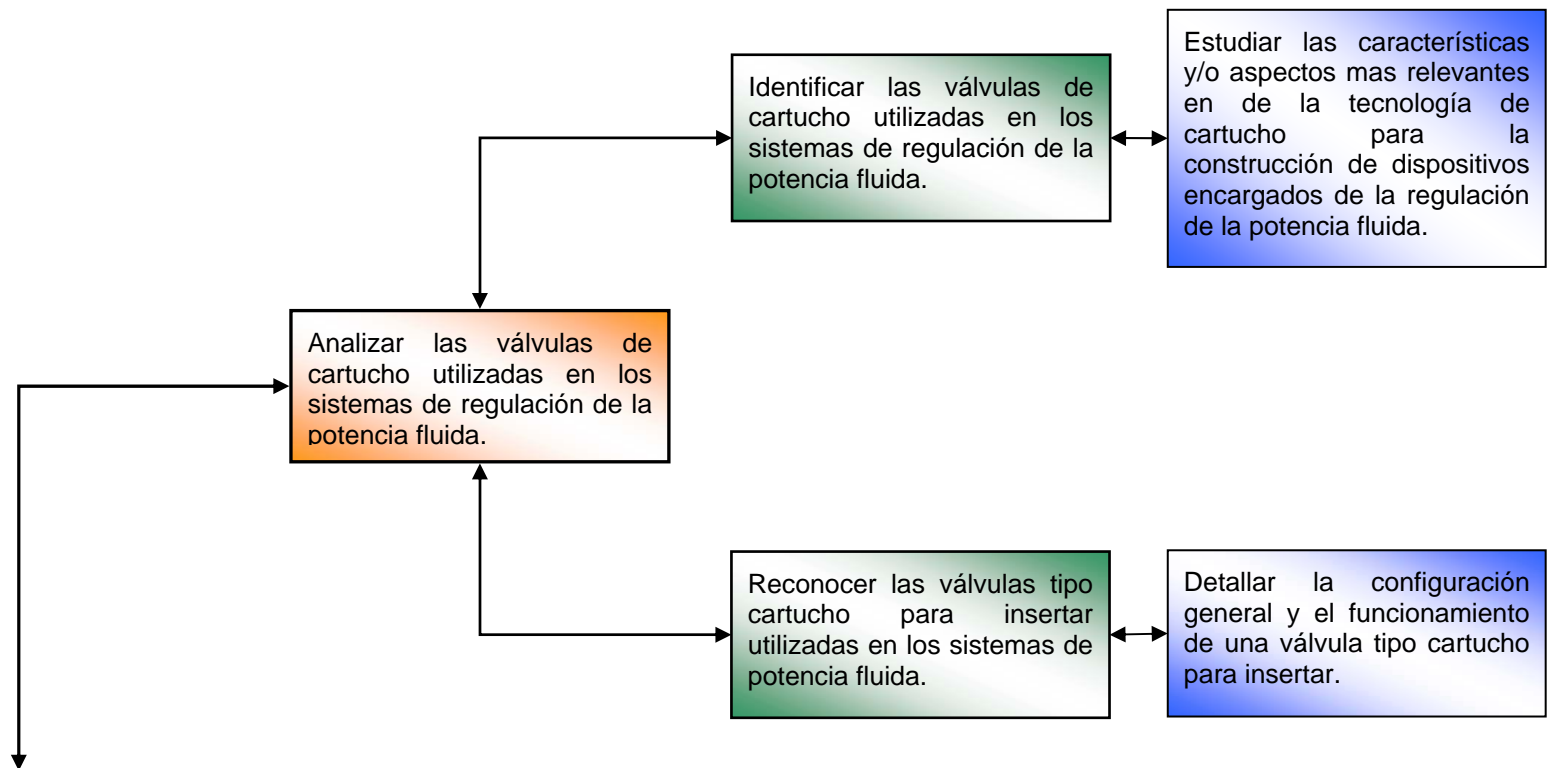 Identificar las válvulas de
cartucho utilizadas en los
sistemas de regulación de la
potencia fluida.
Estudiar las características
y/o aspectos mas relevantes
en de la tecnología de
cartucho para la
construcción de dispositivos
encargados de la regulación
de la potencia fluida.
Analizar las válvulas de
cartucho utilizadas en los
sistemas de regulación de la
potencia fluida.
Reconocer las válvulas tipo
cartucho para insertar
utilizadas en los sistemas de
potencia fluida.
Detallar la configuración
general y el funcionamiento
de una válvula tipo cartucho
para insertar.